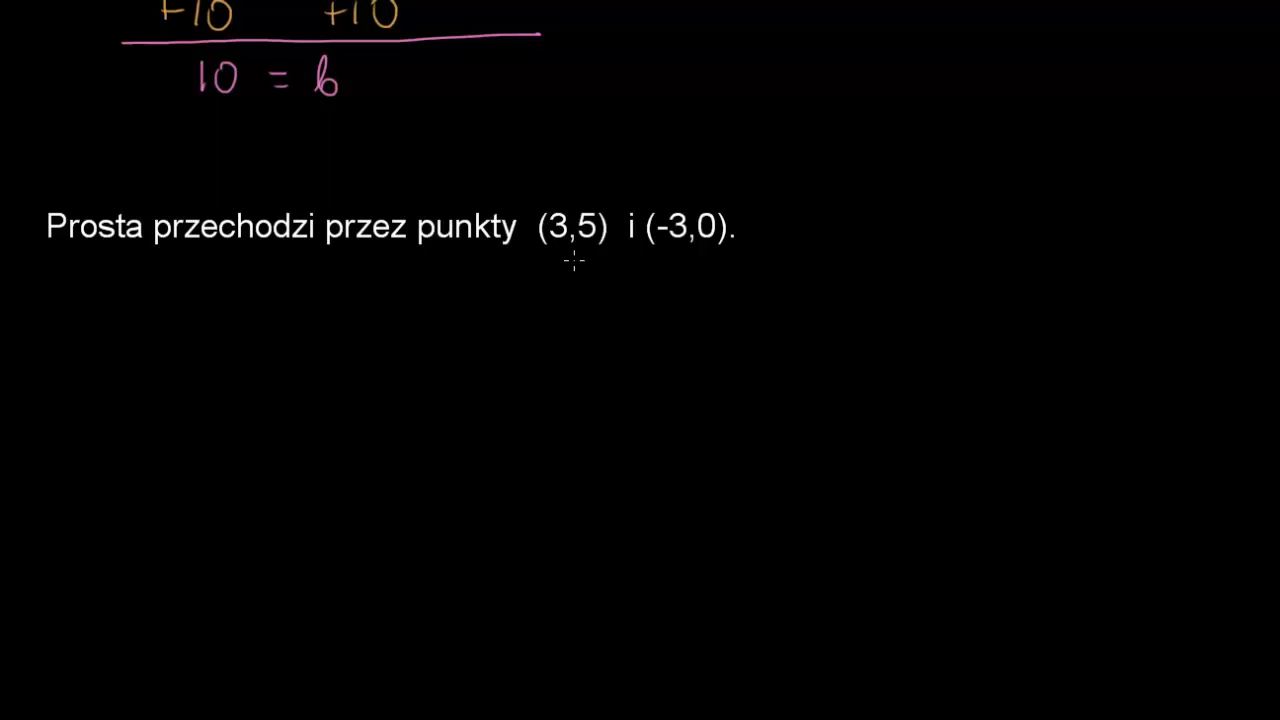 +10 +10
10 = b
Prosta przechodzi przez punkty (3,5) i (-3,0).